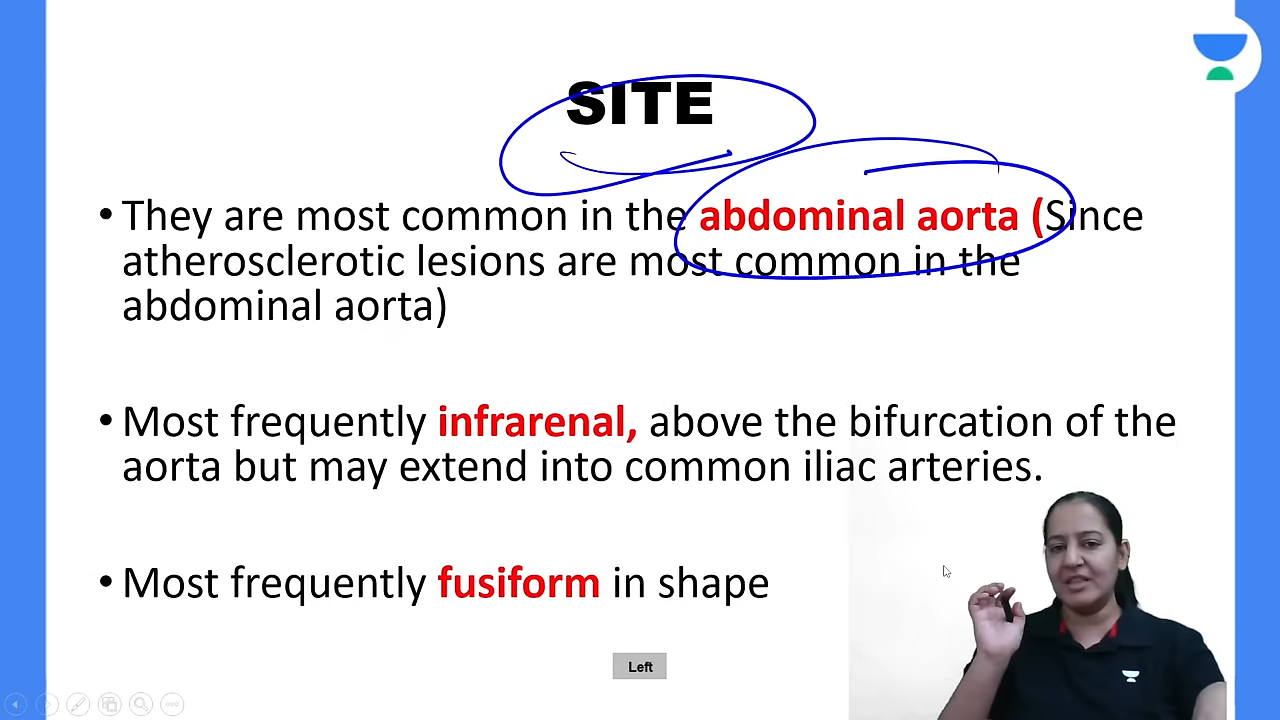 SITE
• They are most common in the abdominal aorta (Since
atherosclerotic lesions are most common in the
abdominal aorta)
• Most frequently infrarenal, above the bifurcation of the
aorta but may extend into common iliac arteries.
• Most frequently fusiform in shape
Left